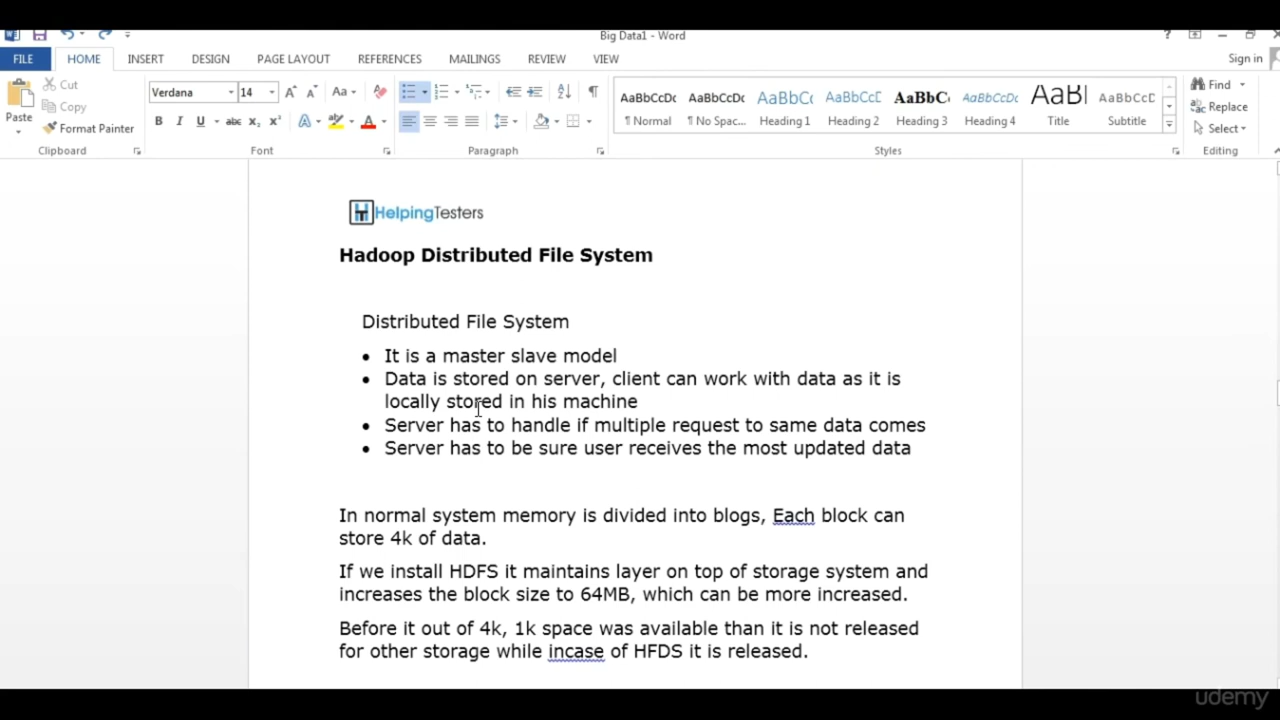 Big Data1 - Word
?
FILE HOME INSERT DESIGN PAGE LAYOUT REFERENCES MAILINGS REVIEW VIEW Sign in
Paste
Cut
Copy
Format Painter
Clipboard
Verdana 14
Font
Paragraph
AaBbCcDc AaBbCcDc AaBbC( AaBbCcD AaBbC( AaBbCcDc AaBl AaBbCcDc
¶ Normal ¶ No Spac... Heading 1 Heading 2 Heading 3 Heading 4 Title Subtitle
Styles
Find
Replace
Select
Editing
HelpingTesters
Hadoop Distributed File System
Distributed File System
• It is a master slave model
• Data is stored on server, client can work with data as it is
locally stored in his machine
• Server has to handle if multiple request to same data comes
• Server has to be sure user receives the most updated data
In normal system memory is divided into blogs, Each block can
store 4k of data.
If we install HDFS it maintains layer on top of storage system and
increases the block size to 64MB, which can be more increased.
Before it out of 4k, 1k space was available than it is not released
for other storage while incase of HFDS it is released.
udemy